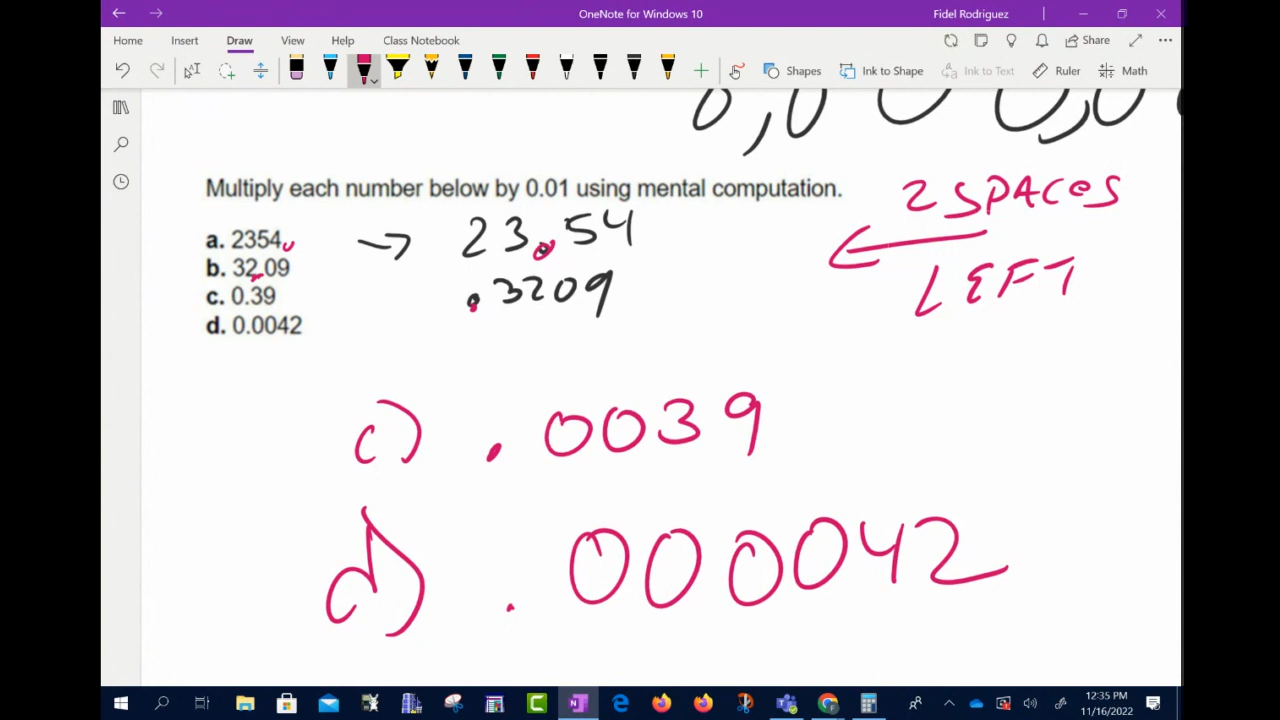 OneNote for Windows 10
Fidel Rodriguez
Home Insert Draw View Help Class Notebook
Share
Shapes Ink to Shape Ink to Text Ruler Math
Multiply each number below by 0.01 using mental computation.
2 SPACES
a. 2354 → 23.54
b. 32.09 .3209
LEFT
c. 0.39
d. 0.0042
c) .0039
d) .000042
12:35 PM
11/16/2022